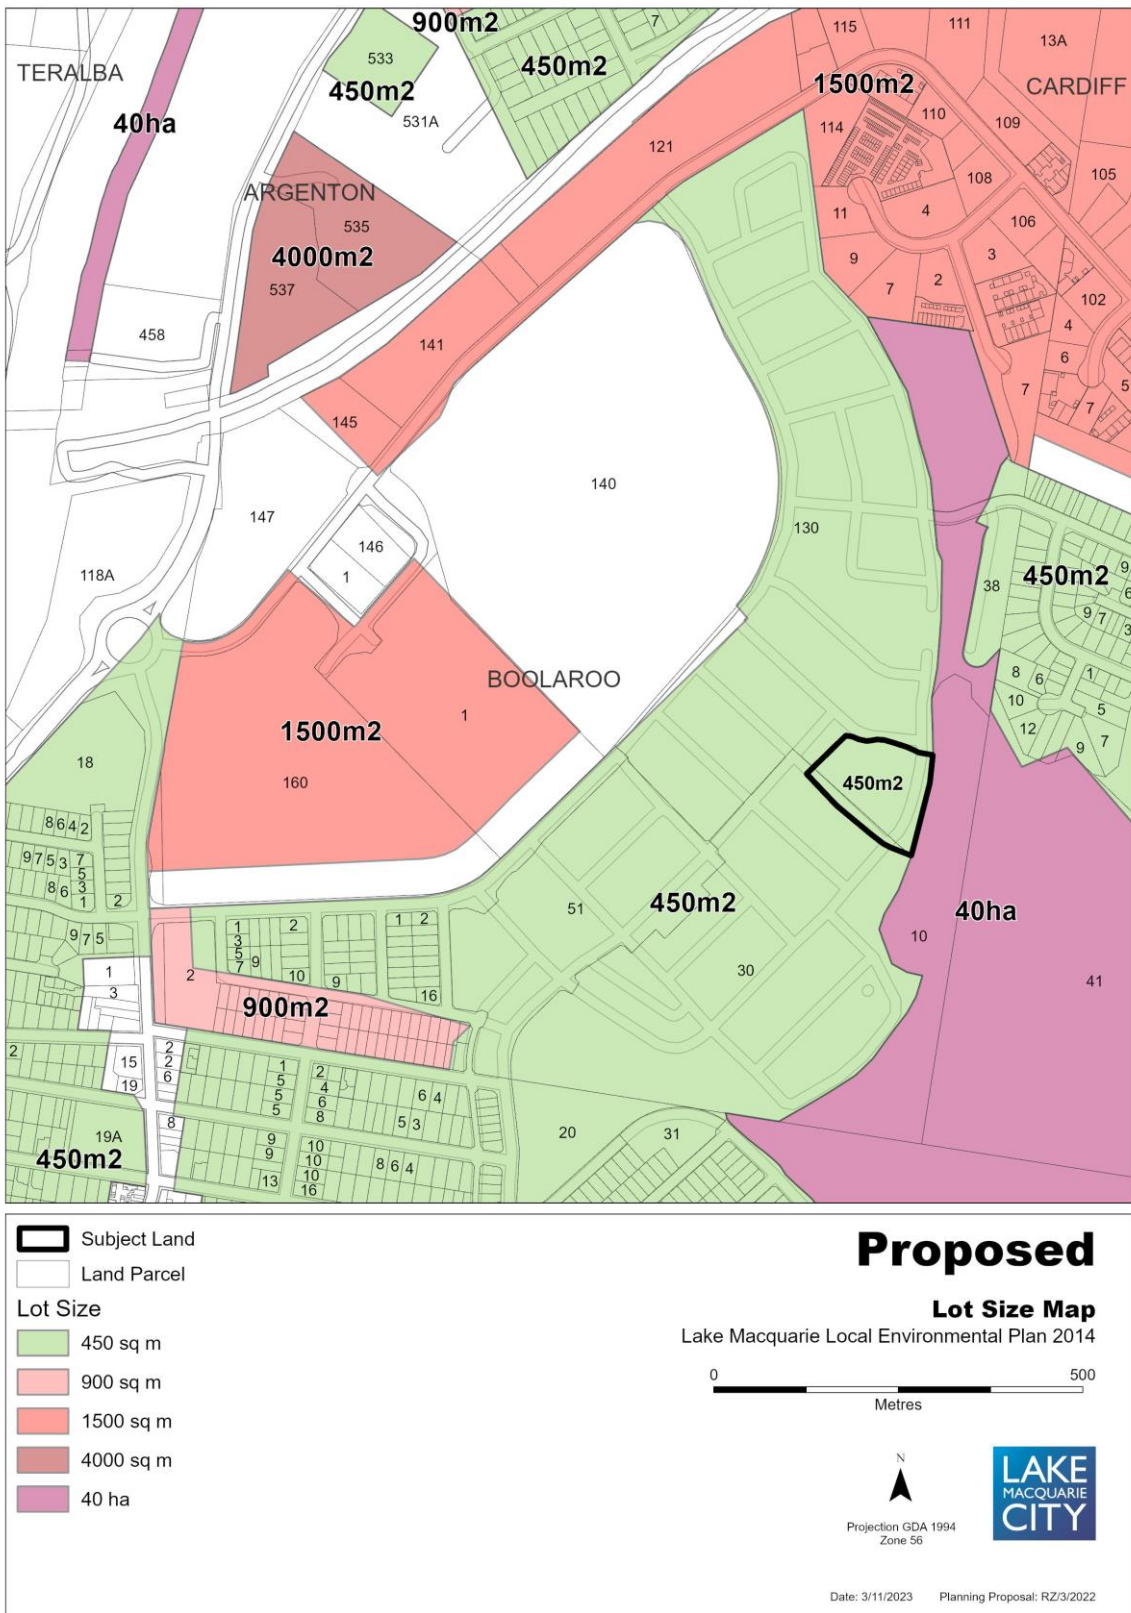 900m2
7
115
111
13A
TERALBA
533
450m2
450m2
1500m2
CARDIFF
40ha
531A
114
110
109
121
ARGENTON
108
105
535
11
4
106
4000m2
9
3
537
7
2
102
458
141
4
6
7
7
5
145
140
147
130
146
1
118A
450m2
9
6
38
9
7
3
BOOLAROO
8
6
1
10
5
1500m2
1
12
7
9
18
160
450m2
8 6 4 2
9 7 5 3
7
5
8 6
3
1
2
51
450m2
40ha
1
2
1 2
3
9 7 5
5
9
7
10
9
16
10
30
41
1
2
3
900m2
2
15
2
2
6
19
1
2
5
4
6 4
5
6
5
8
5 3
8
20
31
19A
9
10
450m2
9
10
8 6 4
10
13
16
Subject Land
Land Parcel
Lot Size
450 sq m
900 sq m
1500 sq m
4000 sq m
40 ha
Proposed
Lot Size Map
Lake Macquarie Local Environmental Plan 2014
0 500
Metres
N
Projection GDA 1994
Zone 56
LAKE
MACQUARIE
CITY
Date: 3/11/2023 Planning Proposal: RZ/3/2022